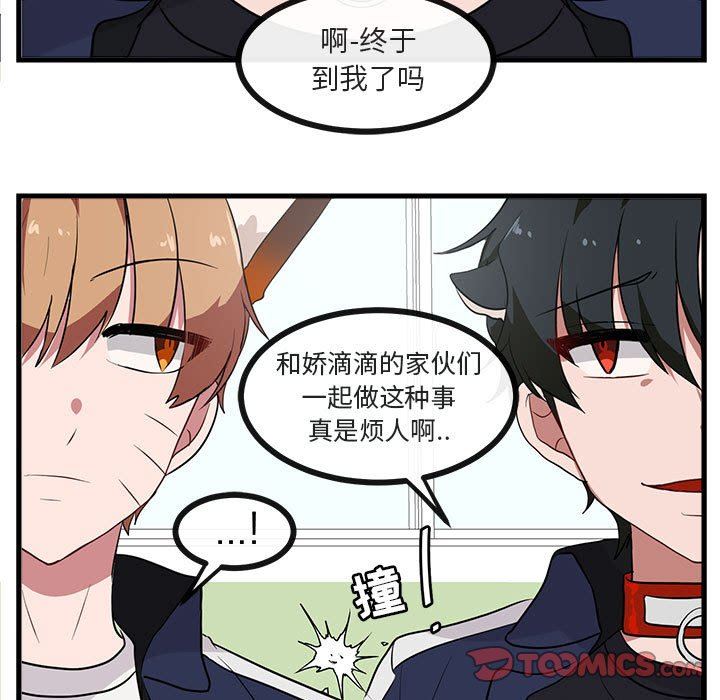 啊-终于
到我了吗
和娇滴滴的家伙们
一起做这种事
真是烦人啊..
...!
撞!
TOOMICS.COM